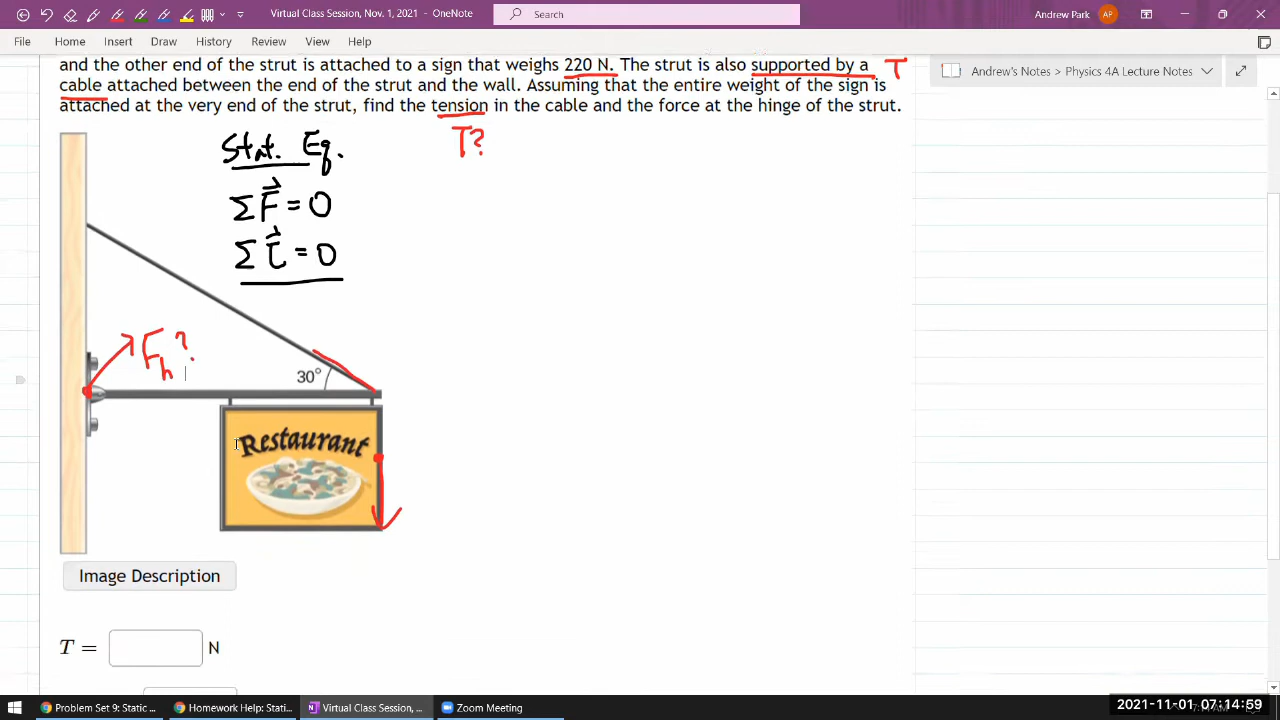 Virtual Class Session, Nov. 1, 2021 - OneNote
Search
Andrew Park
AP
File Home Insert Draw History Review View Help
and the other end of the strut is attached to a sign that weighs 220 N. The strut is also supported by a T
cable attached between the end of the strut and the wall. Assuming that the entire weight of the sign is
attached at the very end of the strut, find the tension in the cable and the force at the hinge of the strut.
Andrew's Notes > Physics 4A Lecture Notes
T?
Stat. Eq.
ΣF⃗ = 0
Στ⃗ = 0
Fh?
30°
Restaurant
Image Description
T = N
Problem Set 9: Static ...
Homework Help: Stati...
Virtual Class Session,...
Zoom Meeting
2021-11-01 07:14:59